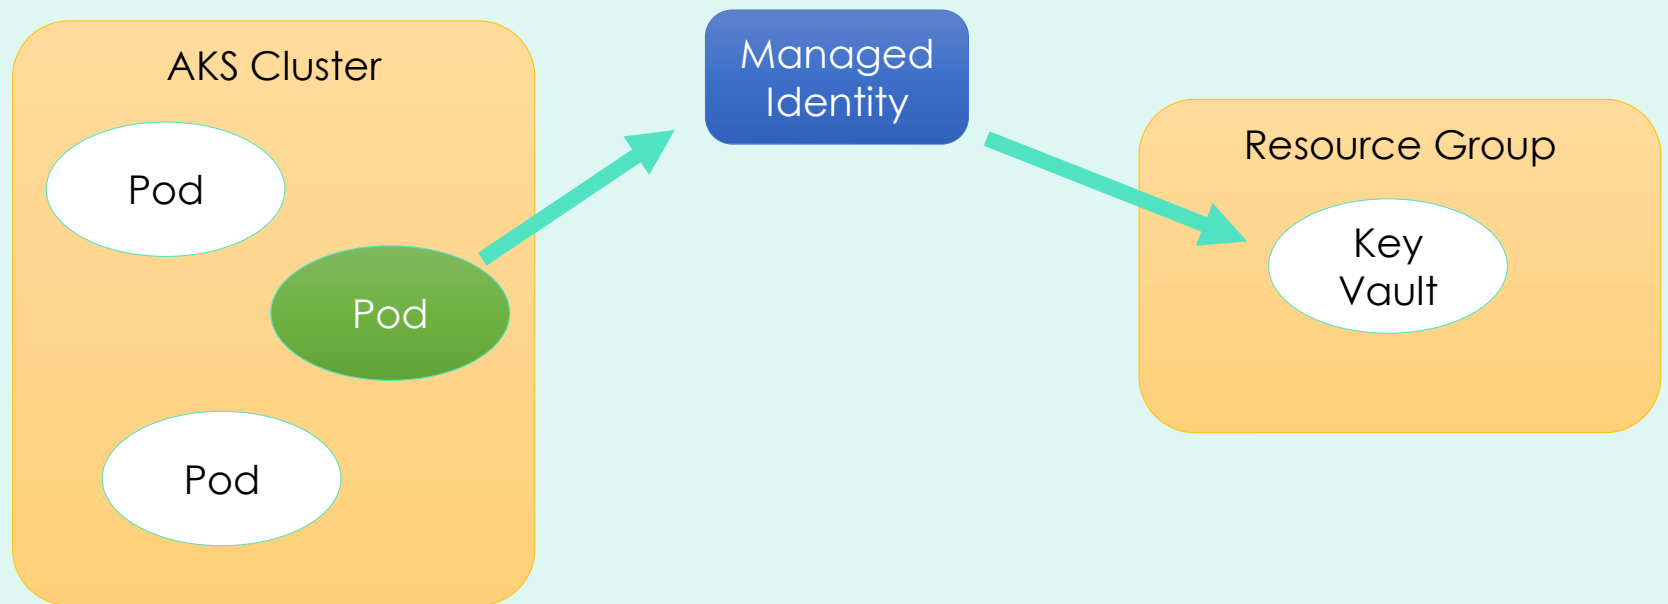 AKS Cluster
Pod
Pod
Pod
Managed
Identity
Resource Group
Key
Vault